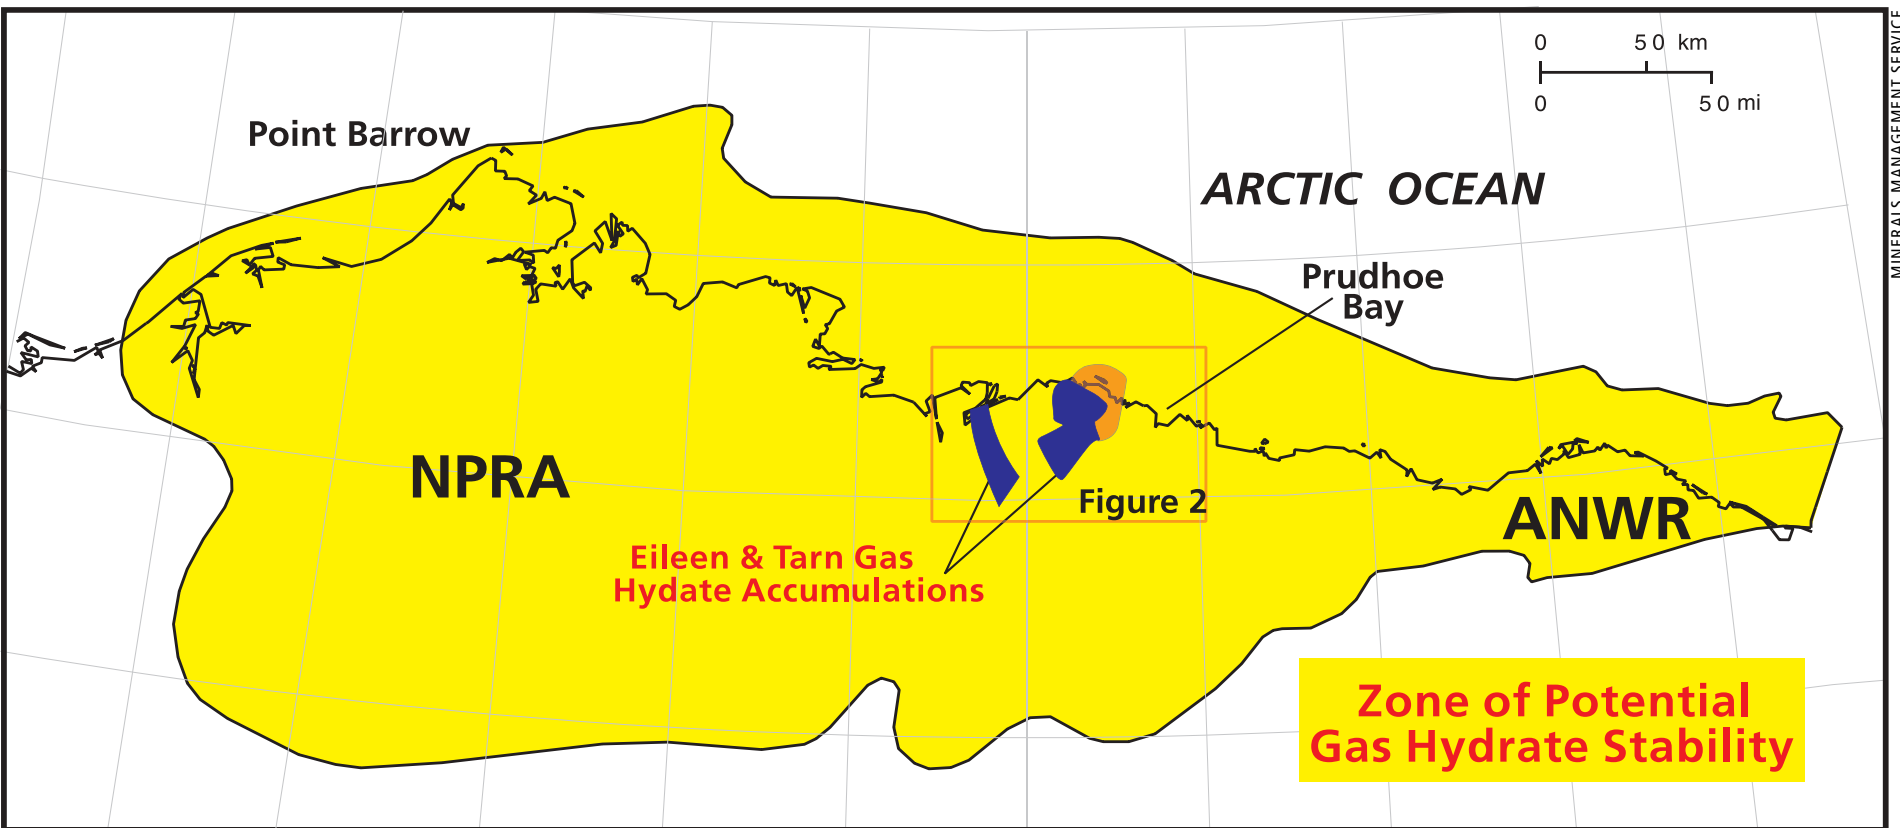 0 50 km
0 50 mi
MINERALS MANAGEMENT SERVICE
Point Barrow
ARCTIC OCEAN
Prudhoe
Bay
NPRA
Figure 2
ANWR
Eileen & Tarn Gas
Hydate Accumulations
Zone of Potential
Gas Hydrate Stability